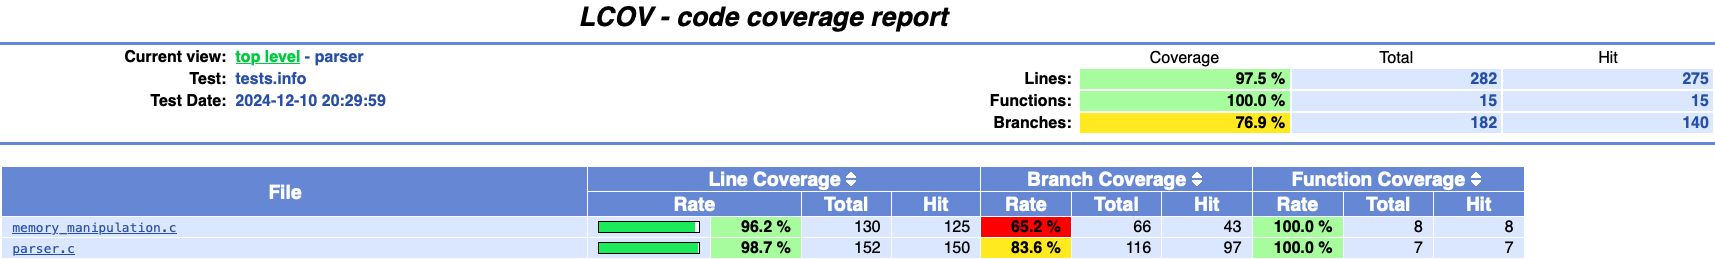 LCOV - code coverage report
Current view: top level - parser
Test: tests.info
Test Date: 2024-12-10 20:29:59
Coverage Total Hit
Lines: 97.5 % 282 275
Functions: 100.0 % 15 15
Branches: 76.9 % 182 140
File Line Coverage Branch Coverage Function Coverage
Rate Total Hit Rate Total Hit Rate Total Hit
memory_manipulation.c 96.2 % 130 125 65.2 % 66 43 100.0 % 8 8
parser.c 98.7 % 152 150 83.6 % 116 97 100.0 % 7 7